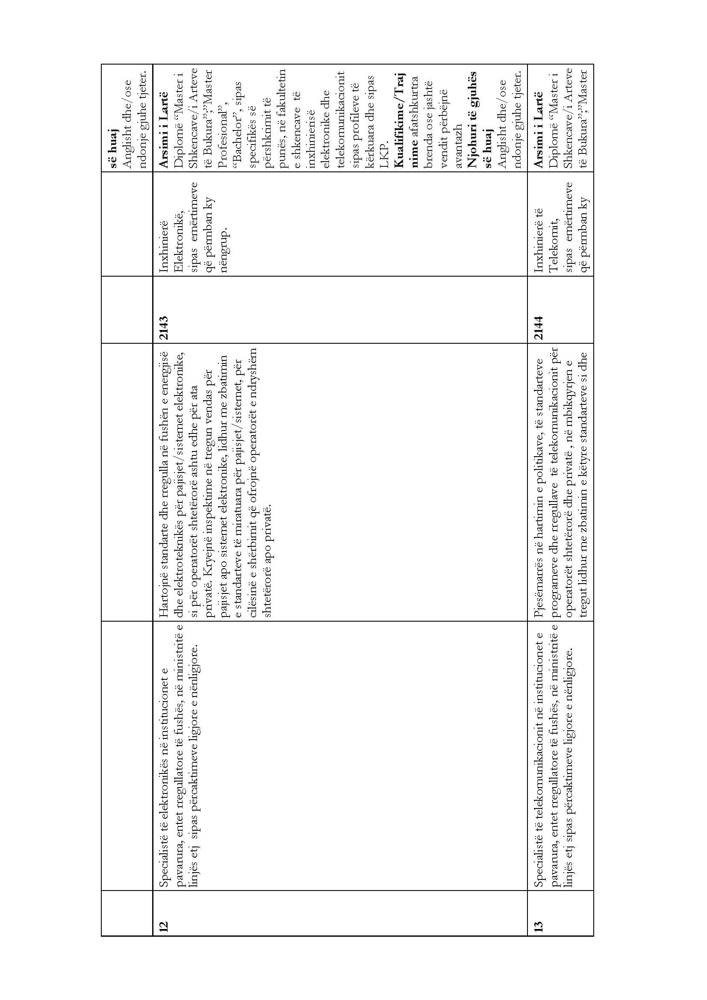 së huaj
Anglisht dhe/ose
ndonje gjuhe tjeter.
12
Specialistë të elektronikës në institucionet e
pavarura, entet rregullatore të fushës, në ministritë e
linjës etj  sipas përcaktimeve ligjore e nënligjore.
Hartojnë standarte dhe rregulla në fushën e energjisë
dhe elektroteknikës për pajisjet/sistemet elektronike,
si për operatorët shtetërorë ashtu edhe për ata
privatë. Kryejnë inspektime në tregun vendas për
pajisjet apo sistemet elektronike, lidhur me zbatimin
e standarteve të miratuara për pajisjet/sistemet, për
cilësinë e shërbimit që ofrojnë operatorët e ndryshëm
shtetërorë apo privatë.
2143
Inxhinierë
Elektronikë,
sipas  emërtimeve
që përmban ky
nëngrup.
Arsimi i Lartë
Diplomë “Master i
Shkencave/i Arteve
të Bukura”;”Master
Profesional”,
“Bachelor”, sipas
specifikës së
përshkrimit të
punës, në fakultetin
e shkencave  të
inxhinierisë
elektronike dhe
telekomunikacionit
sipas profileve të
kërkuara dhe sipas
LKP.
Kualifikime/Traj
nime afatshkurtra
brenda ose jashtë
vendit përbëjnë
avantazh
Njohuri të gjuhës
së huaj
Anglisht dhe/ose
ndonje gjuhe tjeter.
13
Specialistë të telekomunikacionit në institucionet e
pavarura, entet rregullatore të fushës, në ministritë e
linjës etj sipas përcaktimeve ligjore e nënligjore.
Pjesëmarrës në hartimin e politikave, të standarteve
programeve dhe rregullave  të telekomunikacionit për
operatorët shtetërorë dhe privatë , në mbikqyrjen e
tregut lidhur me zbatimin e këtyre standarteve si dhe
2144
Inxhinierë të
Telekomit,
sipas  emërtimeve
që përmban ky
Arsimi i Lartë
Diplomë “Master i
Shkencave/i Arteve
të Bukura”;”Master